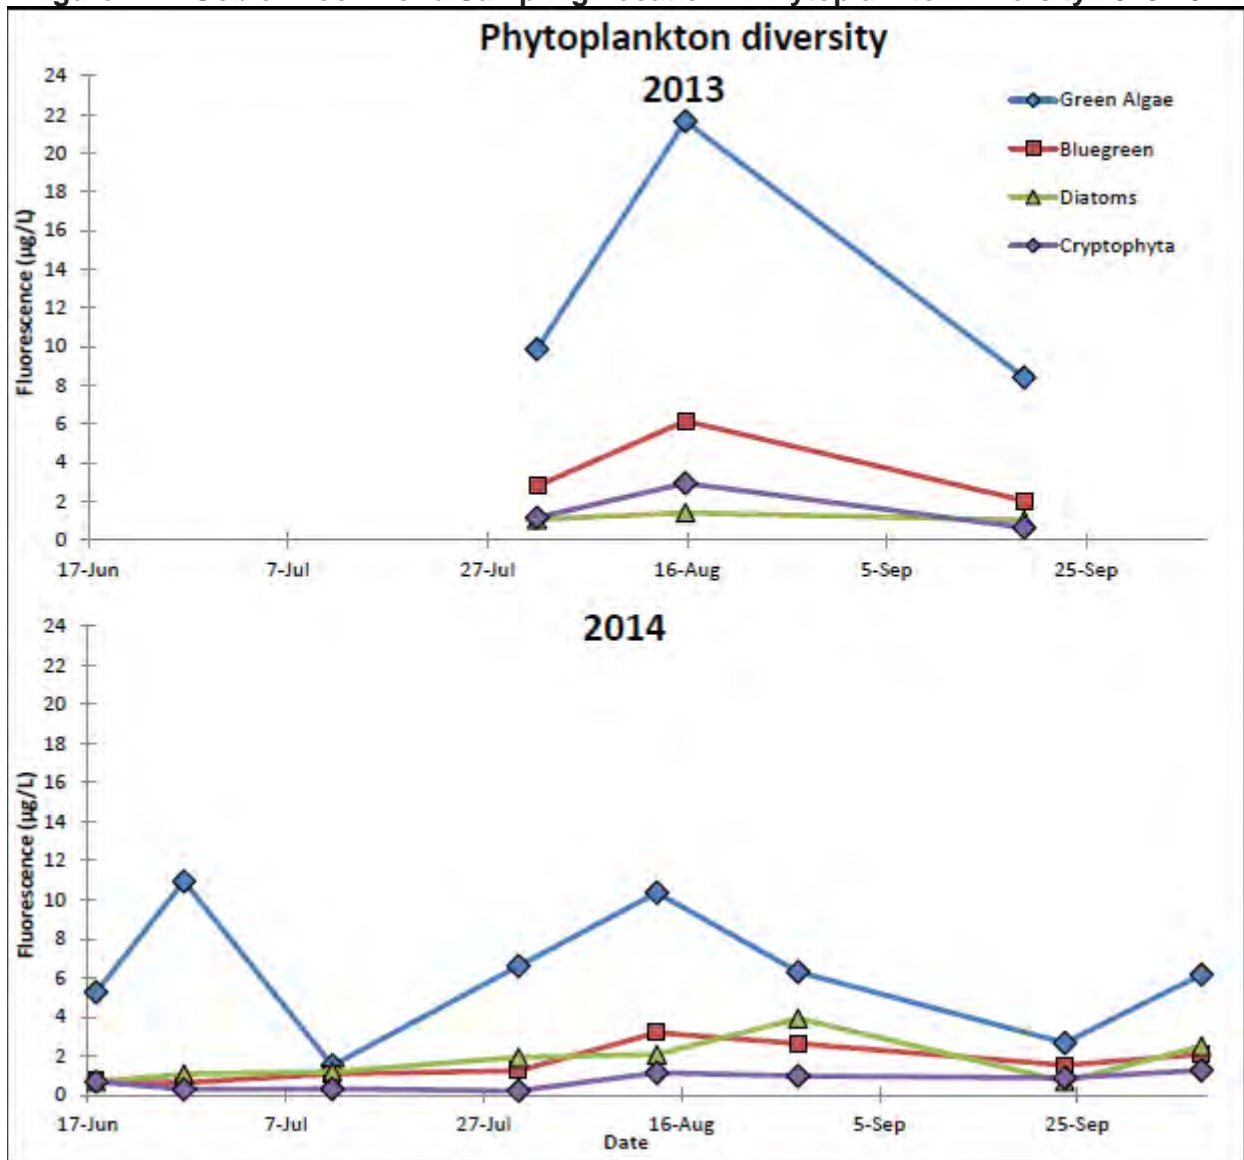 Phytoplankton diversity
2013
24
22
20
18
16
14
12
10
8
6
4
2
0
Fluorescence (µg/L)
Green Algae
Bluegreen
Diatoms
Cryptophyta
17-Jun 7-Jul 27-Jul 16-Aug 5-Sep 25-Sep
2014
24
22
20
18
16
14
12
10
8
6
4
2
0
Fluorescence (µg/L)
17-Jun 7-Jul 27-Jul 16-Aug 5-Sep 25-Sep
Date